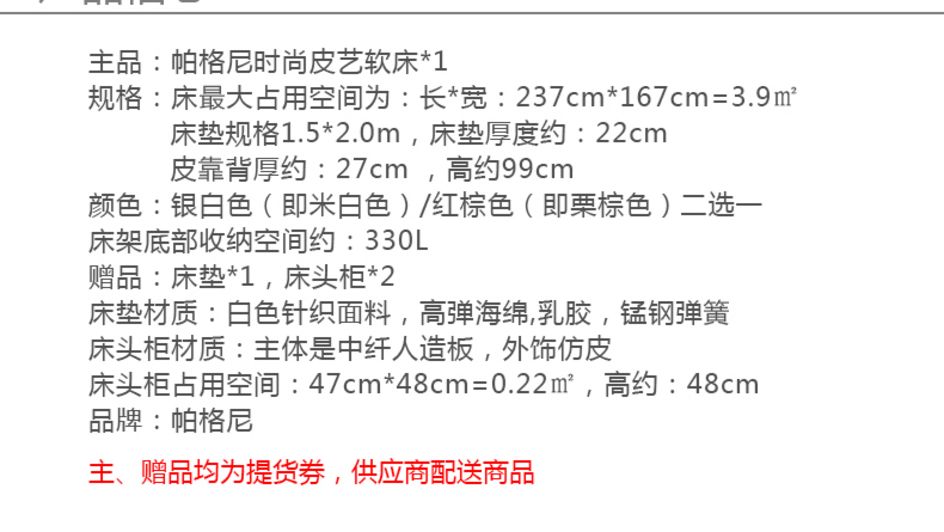 主品：帕格尼时尚皮艺软床*1
规格：床最大占用空间为：长*宽：237cm*167cm=3.9㎡
床垫规格1.5*2.0m，床垫厚度约：22cm
皮靠背厚约：27cm ，高约99cm
颜色：银白色（即米白色）/红棕色（即栗棕色）二选一
床架底部收纳空间约：330L
赠品：床垫*1，床头柜*2
床垫材质：白色针织面料，高弹海绵,乳胶，锰钢弹簧
床头柜材质：主体是中纤人造板，外饰仿皮
床头柜占用空间：47cm*48cm=0.22㎡，高约：48cm
品牌：帕格尼
主、赠品均为提货券，供应商配送商品